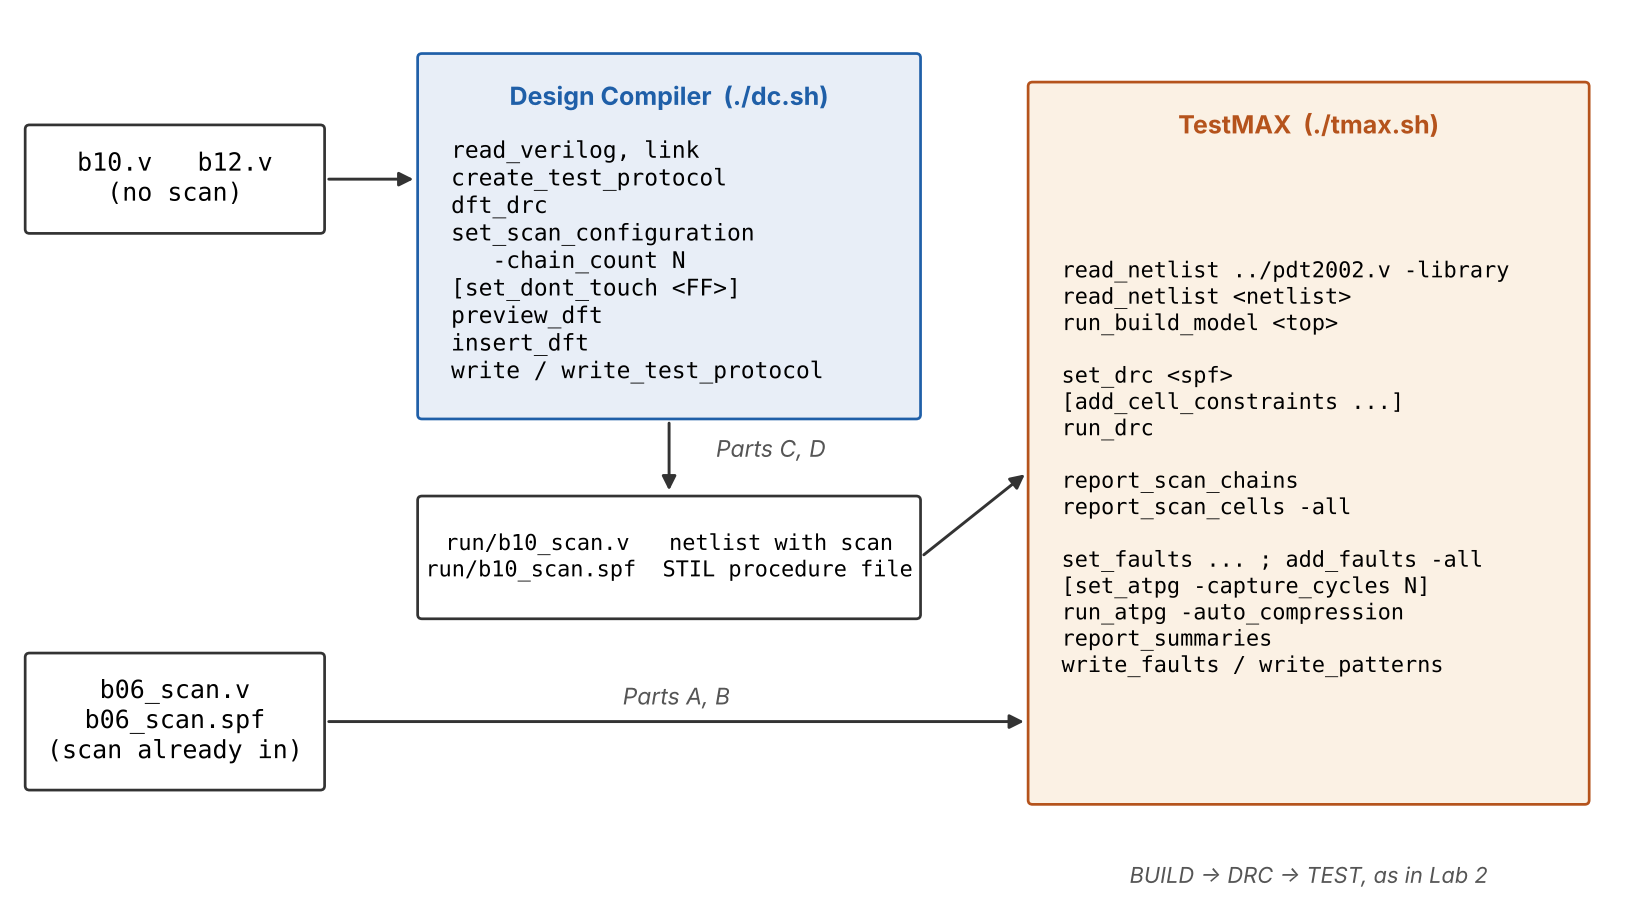 b10.v   b12.v
(no scan)
Design Compiler (./dc.sh)
read_verilog, link
create_test_protocol
dft_drc
set_scan_configuration
   -chain_count N
[set_dont_touch <FF>]
preview_dft
insert_dft
write / write_test_protocol
Parts C, D
run/b10_scan.v   netlist with scan
run/b10_scan.spf  STIL procedure file
b06_scan.v
b06_scan.spf
(scan already in)
Parts A, B
TestMAX (./tmax.sh)
read_netlist ../pdt2002.v -library
read_netlist <netlist>
run_build_model <top>
set_drc <spf>
[add_cell_constraints ...]
run_drc
report_scan_chains
report_scan_cells -all
set_faults ... ; add_faults -all
[set_atpg -capture_cycles N]
run_atpg -auto_compression
report_summaries
write_faults / write_patterns
BUILD → DRC → TEST, as in Lab 2